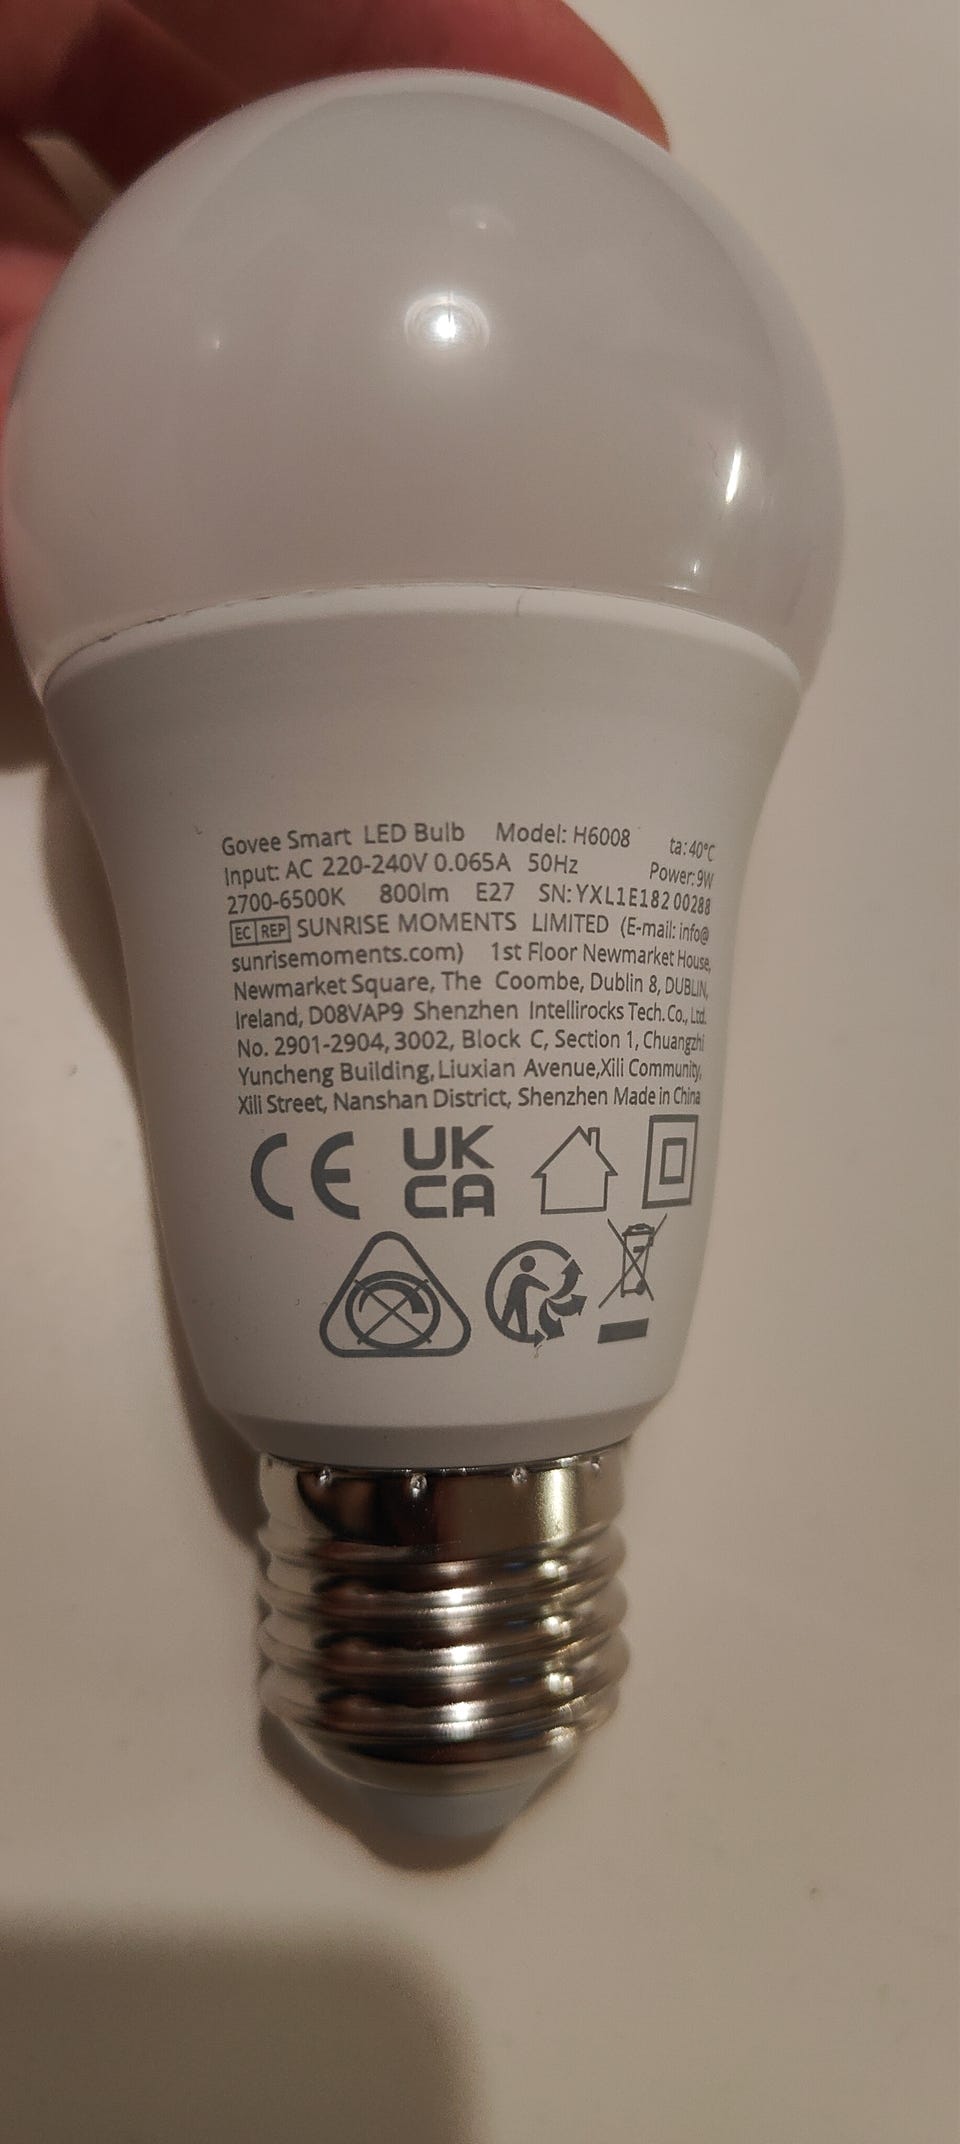 Govee Smart LED Bulb Model: H6008 ta: 40°C
Input: AC 220-240V 0.065A 50Hz Power: 9W
2700-6500K 800lm E27 SN: YXL1E18200288
EC REP SUNRISE MOMENTS LIMITED (E-mail: info@
sunrisemoments.com) 1st Floor Newmarket House,
Newmarket Square, The Coombe, Dublin 8, DUBLIN,
Ireland, D08VAP9 Shenzhen Intellirocks Tech. Co., Ltd.
No. 2901-2904, 3002, Block C, Section 1, Chuangzhi
Yuncheng Building, Liuxian Avenue, Xili Community,
Xili Street, Nanshan District, Shenzhen Made in China
CE UK
CA